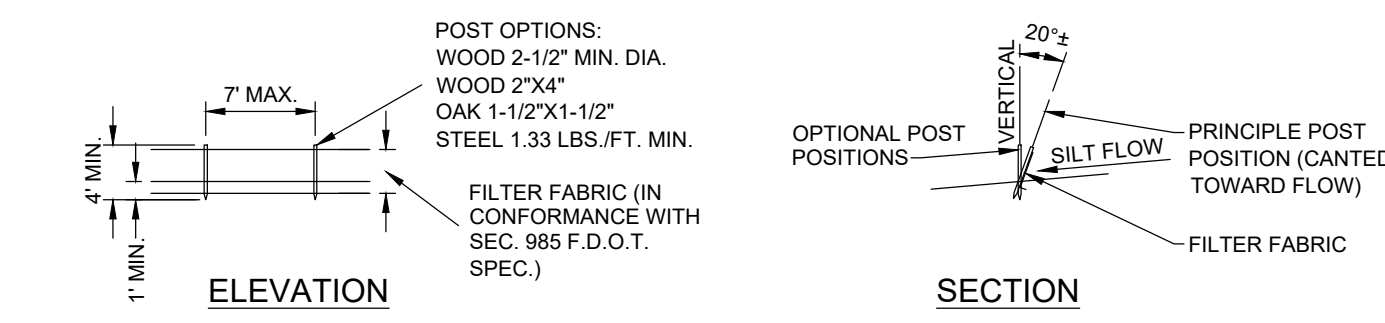 POST OPTIONS:
WOOD 2-1/2" MIN. DIA.
WOOD 2"X4"
OAK 1-1/2"X1-1/2"
STEEL 1.33 LBS./FT. MIN.
7' MAX.
4' MIN.
1' MIN.
FILTER FABRIC (IN
CONFORMANCE WITH
SEC. 985 F.D.O.T.
SPEC.)
ELEVATION
20°±
VERTICAL
OPTIONAL POST
POSITIONS
SILT FLOW
PRINCIPLE POST
POSITION (CANTED
TOWARD FLOW)
FILTER FABRIC
SECTION